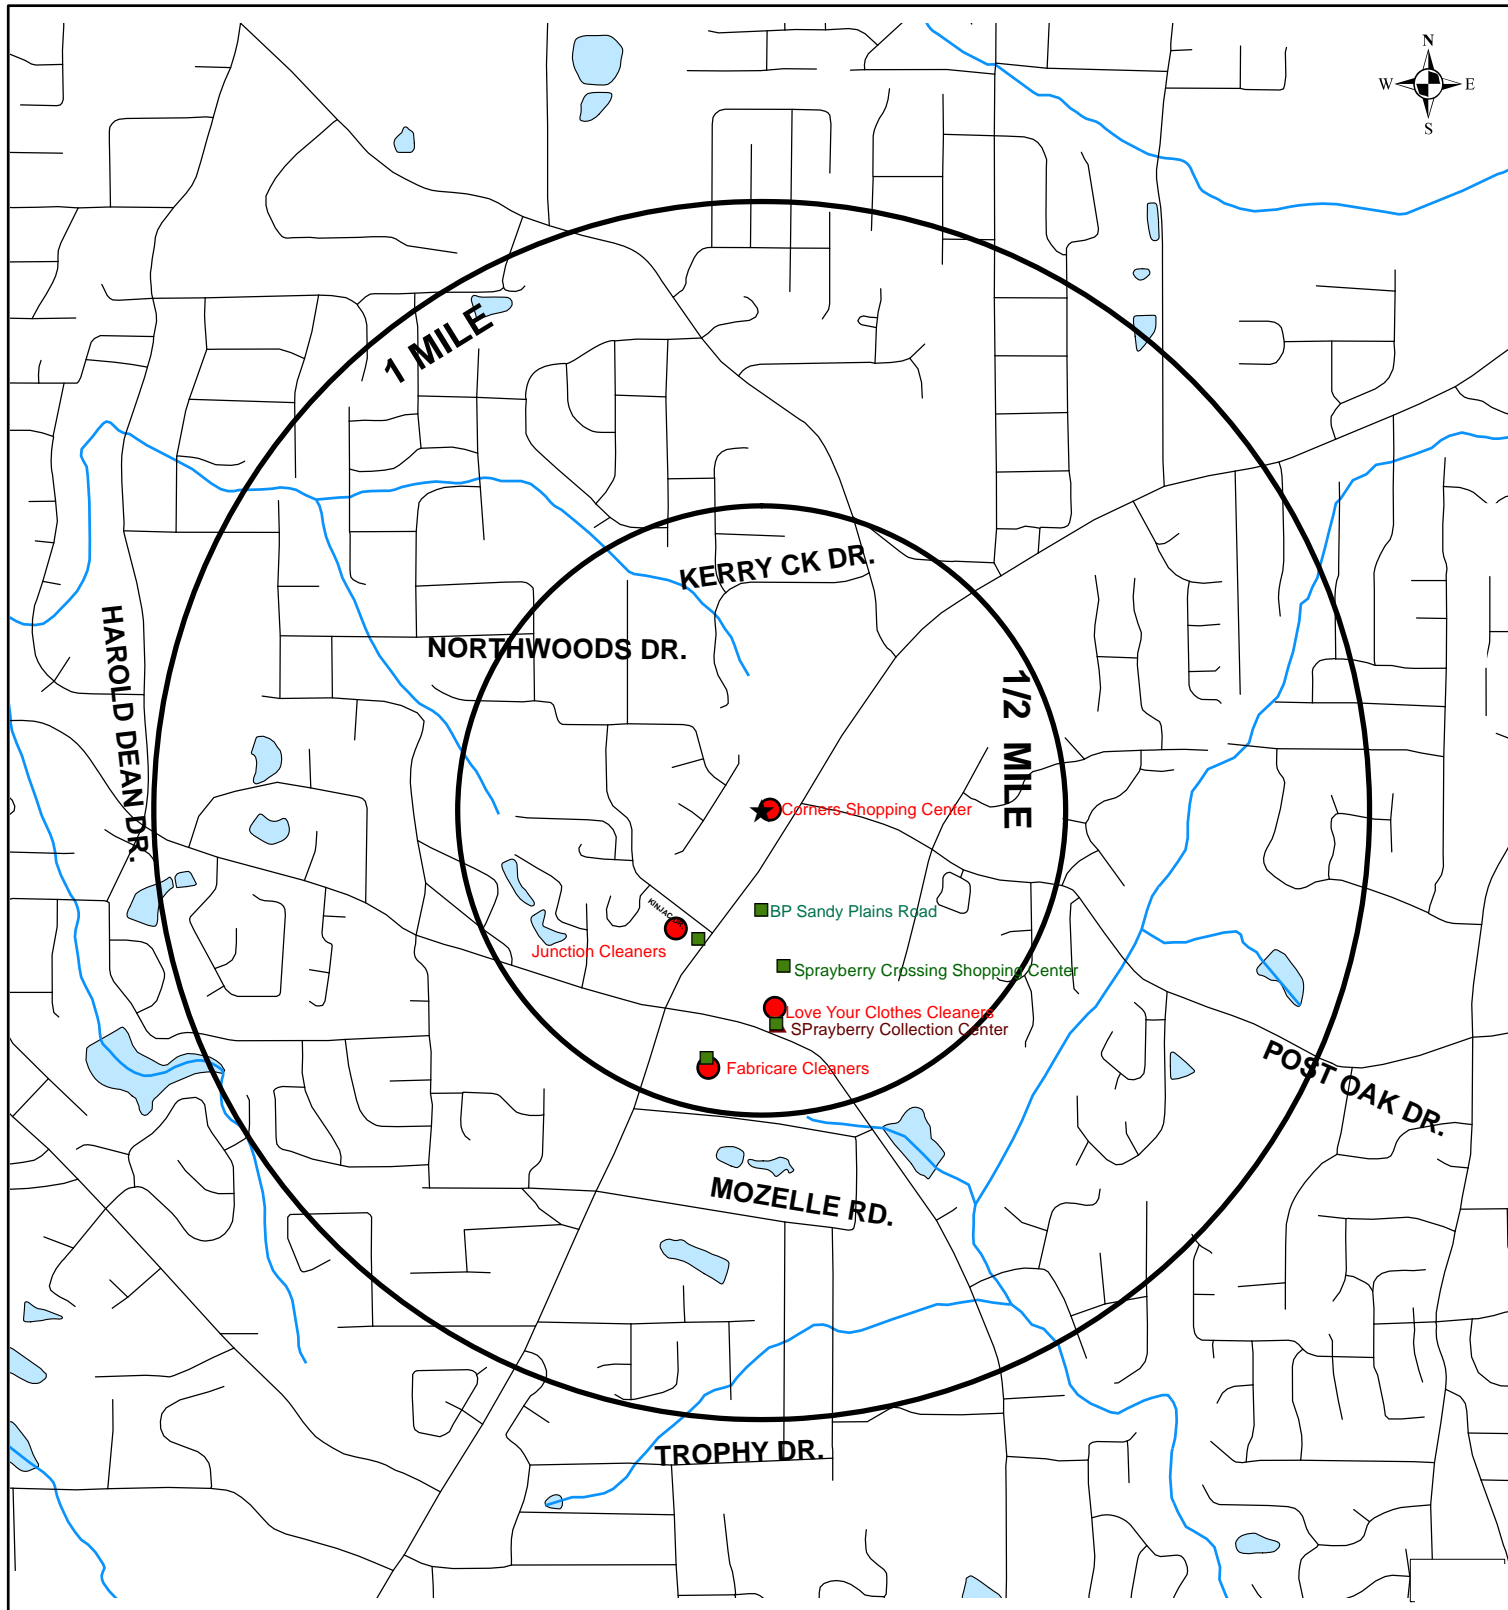 N
W E
S
1 MILE
KERRY CK DR.
NORTHWOODS DR.
HAROLD DEAN DR.
1/2 MILE
Corners Shopping Center
BP Sandy Plains Road
Junction Cleaners
Sprayberry Crossing Shopping Center
Love Your Clothes Cleaners
SPrayberry Collection Center
Fabricare Cleaners
POST OAK DR.
MOZELLE RD.
TROPHY DR.